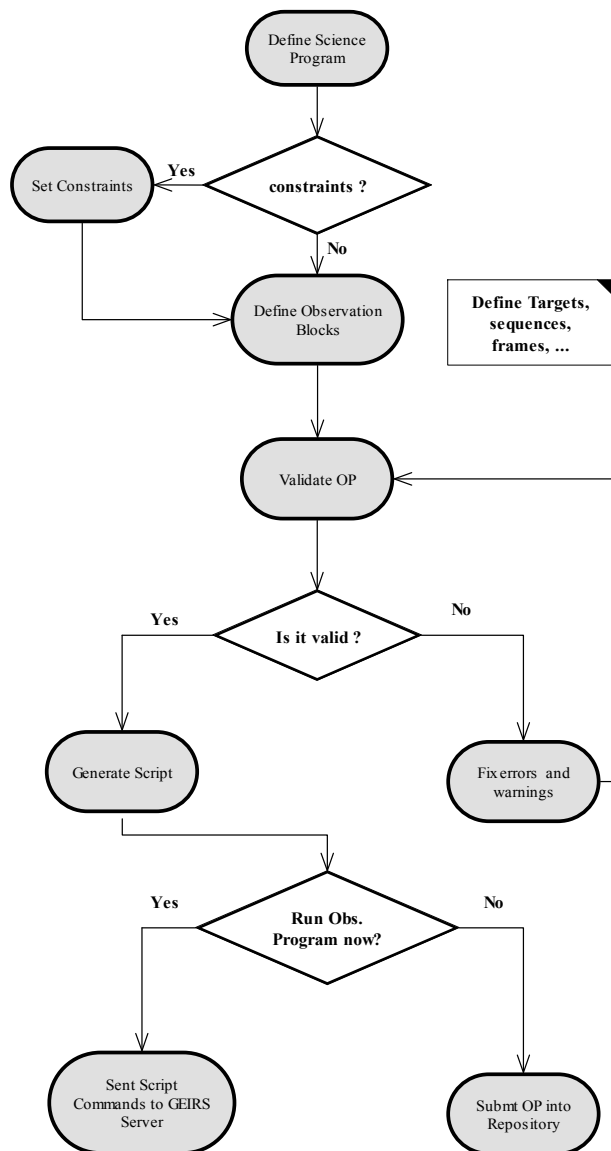 Define Science
Program
Yes
constraints ?
Set Constraints
No
Define Observation
Blocks
Define Targets,
sequences,
frames, ...
Validate OP
Yes
No
Is it valid ?
Generate Script
Fix errors and
warnings
Yes
No
Run Obs.
Program now?
Sent Script
Commands to GEIRS
Server
Submt OP into
Repository